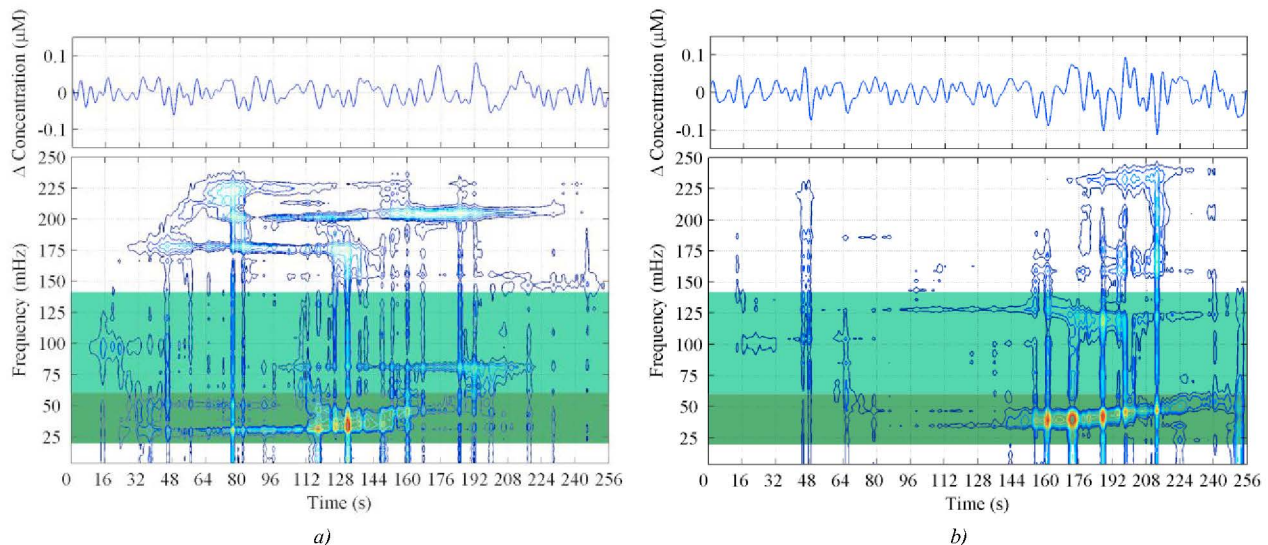 Δ Concentration (μM)
0.1
0
-0.1
Frequency (mHz)
250
225
200
175
150
125
100
75
50
25
0 16 32 48 64 80 96 112 128 144 160 176 192 208 224 240 256
Time (s)
a)
Δ Concentration (μM)
0.1
0
-0.1
Frequency (mHz)
250
225
200
175
150
125
100
75
50
25
0 16 32 48 64 80 96 112 128 144 160 176 192 208 224 240 256
Time (s)
b)